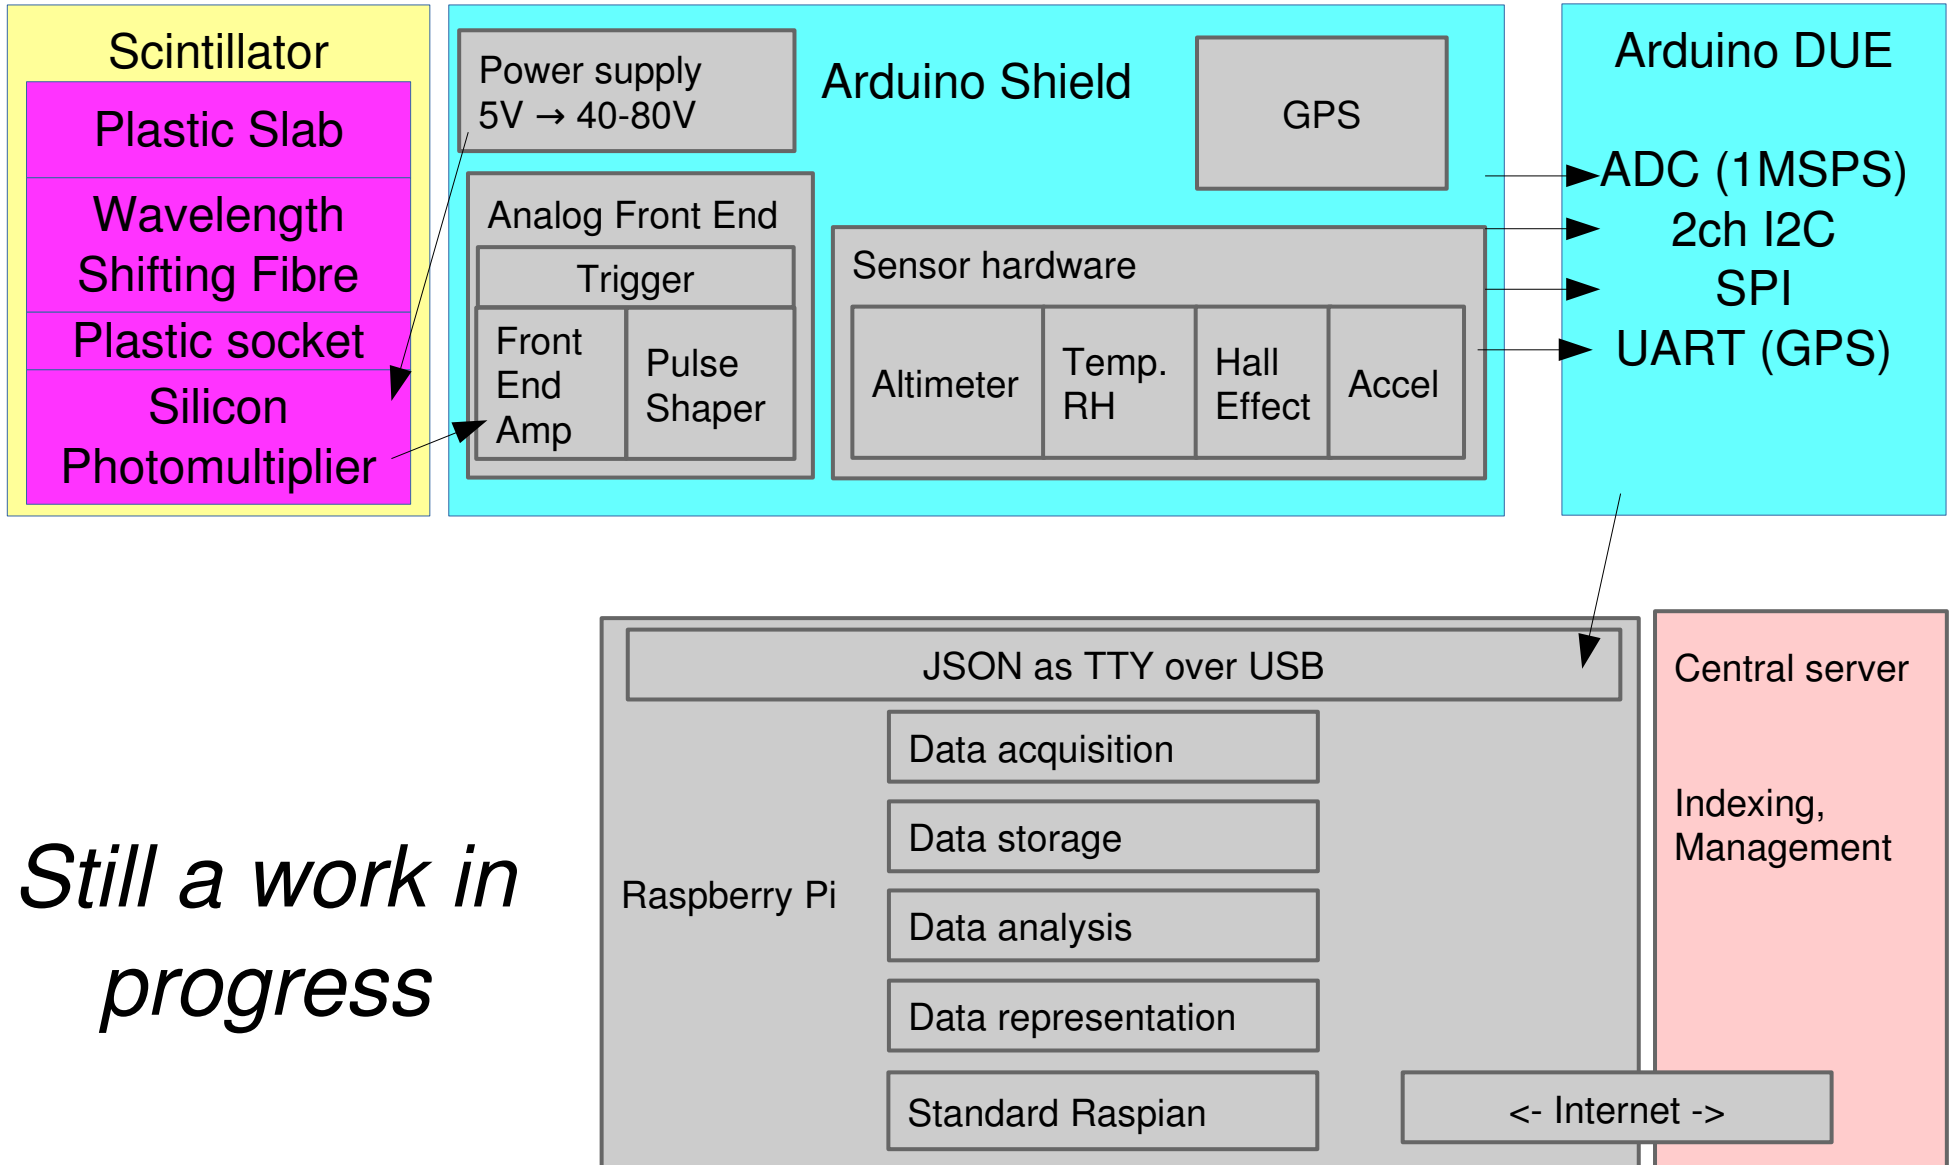 Scintillator
Plastic Slab
Wavelength
Shifting Fibre
Plastic socket
Silicon
Photomultiplier
Power supply
5V → 40-80V
Arduino Shield
GPS
Analog Front End
Trigger
Front
End
Amp
Pulse
Shaper
Sensor hardware
Altimeter
Temp.
RH
Hall
Effect
Accel
Arduino DUE
ADC (1MSPS)
2ch I2C
SPI
UART (GPS)
JSON as TTY over USB
Raspberry Pi
Data acquisition
Data storage
Data analysis
Data representation
Standard Raspian
<- Internet ->
Central server
Indexing,
Management
Still a work in
progress